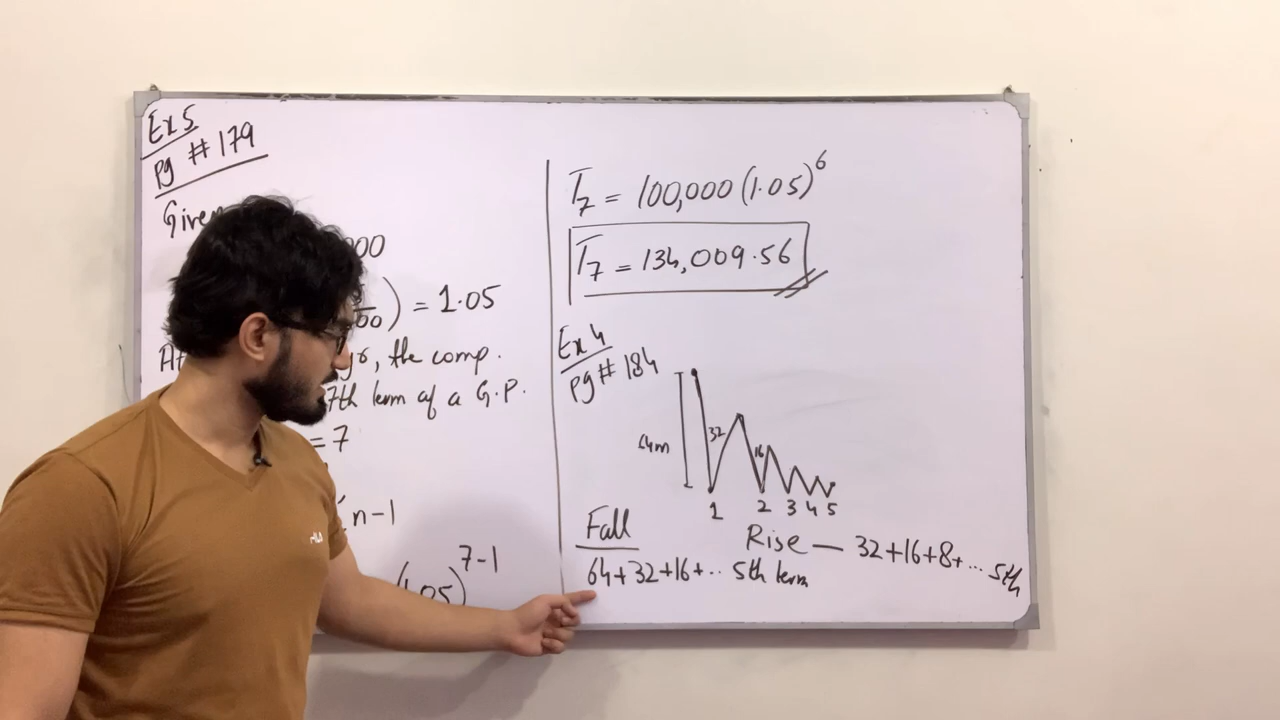 Ex 5
Pg # 179
Given
000
00) = 1.05
yr, the comp.
7th term of a G.P.
= 7
n-1
7-1
(1.05)
T7 = 100,000 (1.05)^6
T7 = 134,009.56
Ex 4
Pg # 184
64m
32
16
1 2 3 4 5
Fall
64+32+16+.. 5th term
Rise — 32+16+8+... 5th